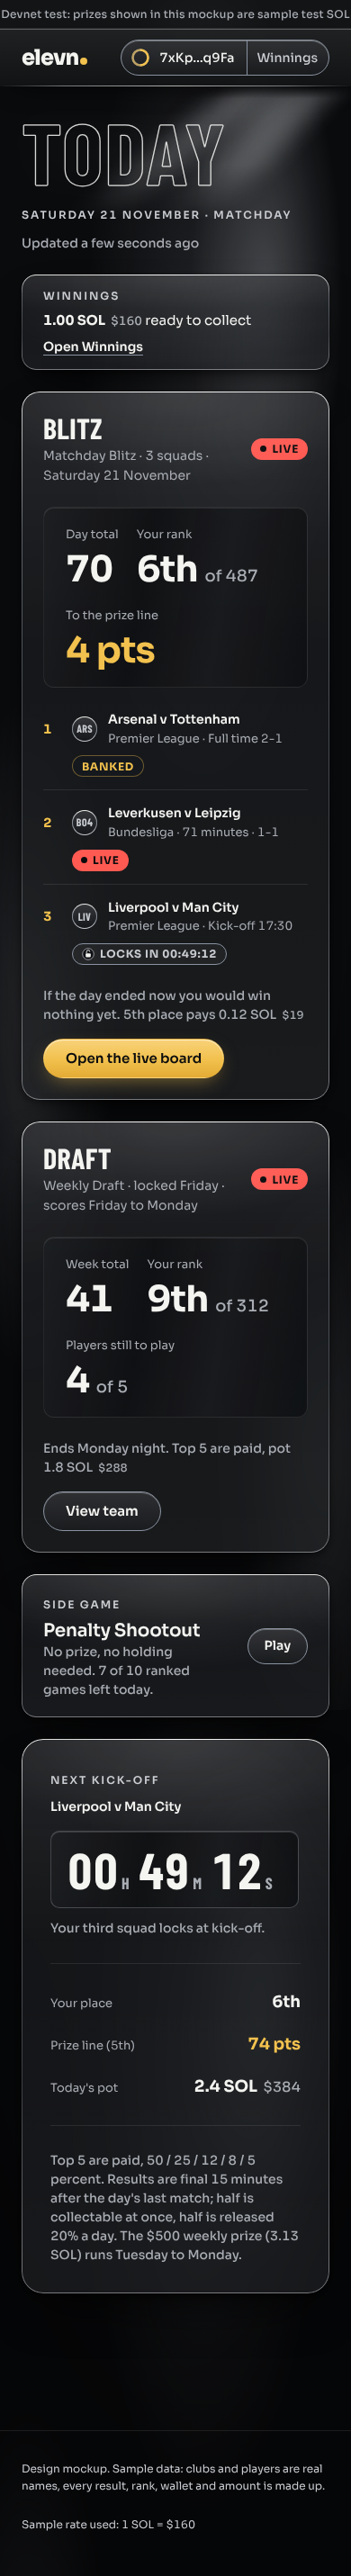 Devnet test: prizes shown in this mockup are sample test SOL
elevn.
7xKp...q9Fa
Winnings
TODAY
SATURDAY 21 NOVEMBER · MATCHDAY
Updated a few seconds ago
WINNINGS
1.00 SOL $160 ready to collect
Open Winnings
BLITZ
Matchday Blitz · 3 squads ·
Saturday 21 November
LIVE
Day total
Your rank
70
6th of 487
To the prize line
4 pts
1
ARS
Arsenal v Tottenham
Premier League · Full time 2-1
BANKED
2
B04
Leverkusen v Leipzig
Bundesliga · 71 minutes · 1-1
LIVE
3
LIV
Liverpool v Man City
Premier League · Kick-off 17:30
LOCKS IN 00:49:12
If the day ended now you would win
nothing yet. 5th place pays 0.12 SOL $19
Open the live board
DRAFT
Weekly Draft · locked Friday ·
scores Friday to Monday
LIVE
Week total
Your rank
41
9th of 312
Players still to play
4 of 5
Ends Monday night. Top 5 are paid, pot
1.8 SOL $288
View team
SIDE GAME
Penalty Shootout
No prize, no holding
needed. 7 of 10 ranked
games left today.
Play
NEXT KICK-OFF
Liverpool v Man City
00 H 49 M 12 S
Your third squad locks at kick-off.
Your place 6th
Prize line (5th) 74 pts
Today's pot 2.4 SOL $384
Top 5 are paid, 50 / 25 / 12 / 8 / 5
percent. Results are final 15 minutes
after the day's last match; half is
collectable at once, half is released
20% a day. The $500 weekly prize (3.13
SOL) runs Tuesday to Monday.
Design mockup. Sample data: clubs and players are real
names, every result, rank, wallet and amount is made up.
Sample rate used: 1 SOL = $160